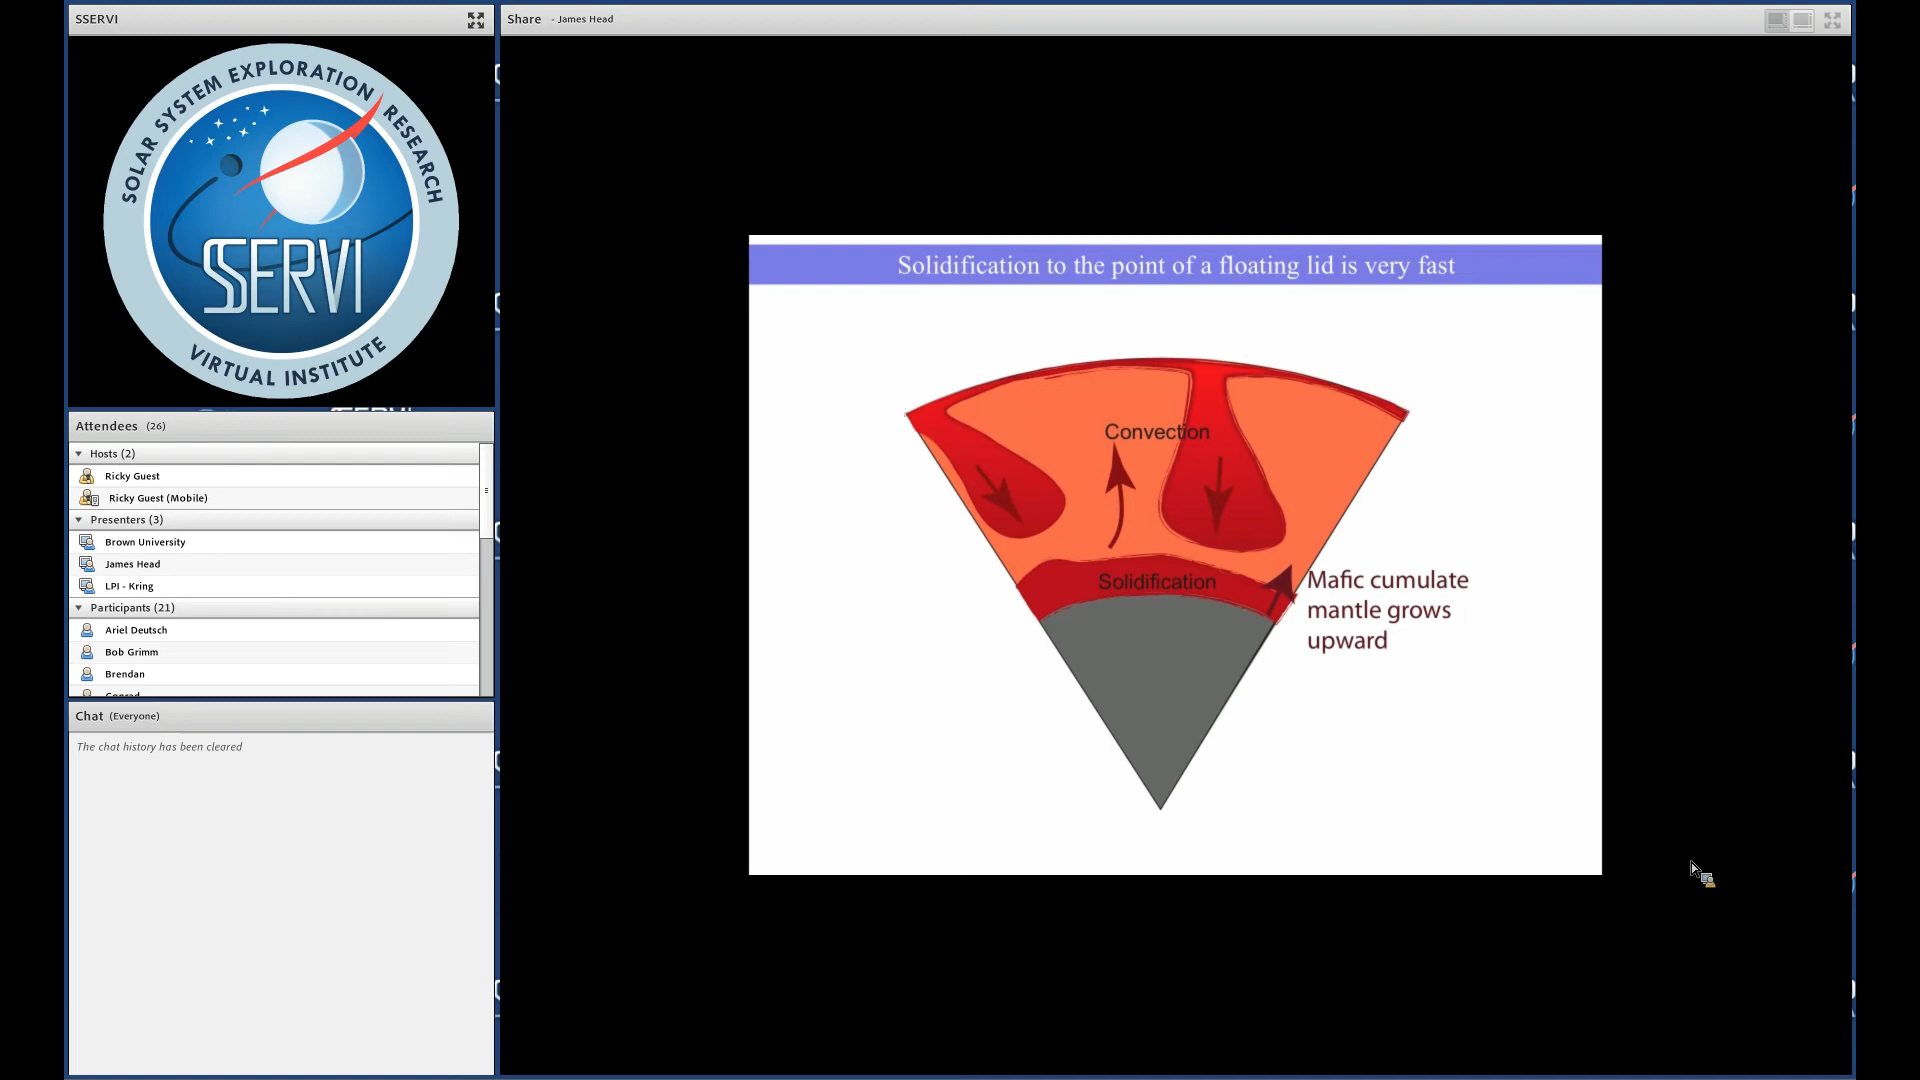 SSERVI
SOLAR SYSTEM EXPLORATION RESEARCH
SSERVI
VIRTUAL INSTITUTE
Attendees (26)
Hosts (2)
Ricky Guest
Ricky Guest (Mobile)
Presenters (3)
Brown University
James Head
LPI - Kring
Participants (21)
Ariel Deutsch
Bob Grimm
Brendan
Chat (Everyone)
The chat history has been cleared
Share - James Head
Solidification to the point of a floating lid is very fast
Convection
Solidification
Mafic cumulate
mantle grows
upward